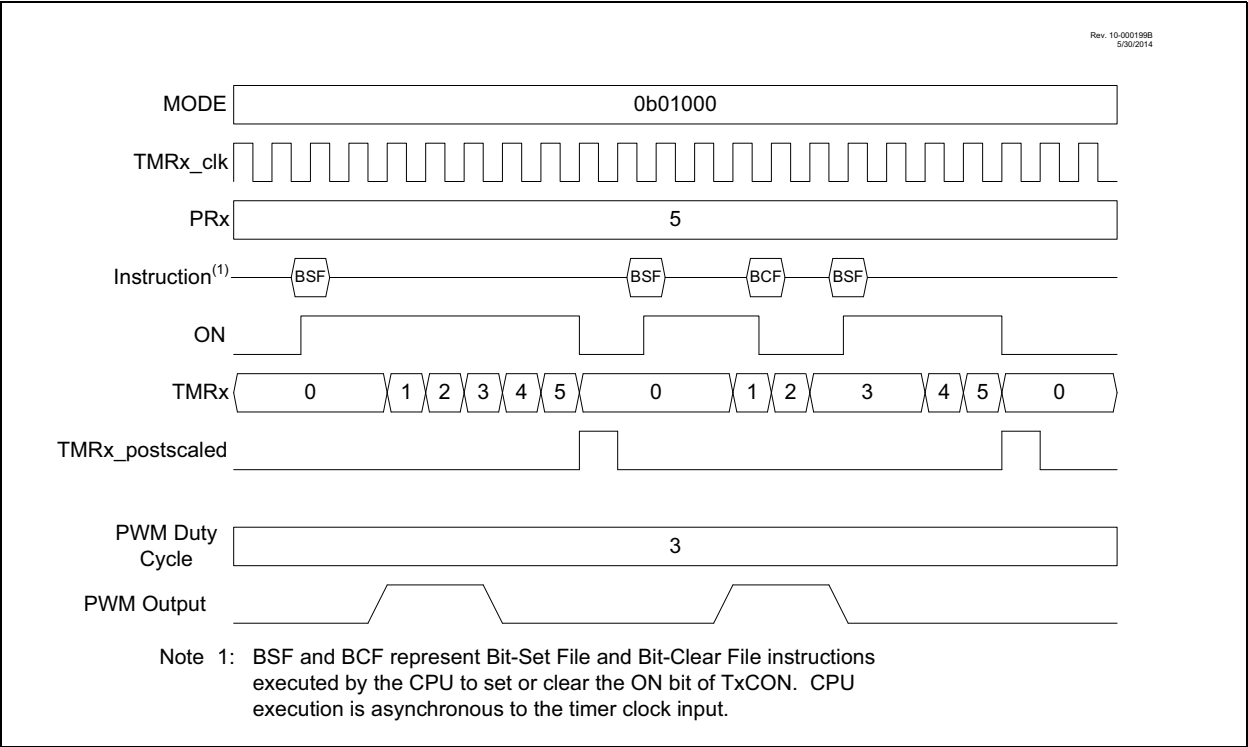 Rev. 10-000199B
5/30/2014
MODE 0b01000
TMRx_clk
PRx 5
Instruction(1) BSF BSF BCF BSF
ON
TMRx 0 1 2 3 4 5 0 1 2 3 4 5 0
TMRx_postscaled
PWM Duty
Cycle
3
PWM Output
Note 1: BSF and BCF represent Bit-Set File and Bit-Clear File instructions
executed by the CPU to set or clear the ON bit of TxCON. CPU
execution is asynchronous to the timer clock input.